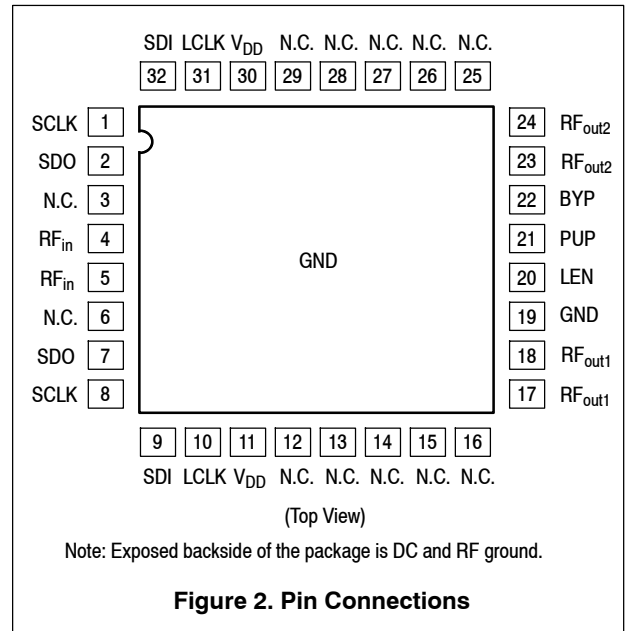 SDI LCLK VDD N.C. N.C. N.C. N.C. N.C.
32 31 30 29 28 27 26 25
SCLK 1
SDO 2
N.C. 3
RFin 4
RFin 5
N.C. 6
SDO 7
SCLK 8
GND
24 RFout2
23 RFout2
22 BYP
21 PUP
20 LEN
19 GND
18 RFout1
17 RFout1
9 10 11 12 13 14 15 16
SDI LCLK VDD N.C. N.C. N.C. N.C. N.C.
(Top View)
Note: Exposed backside of the package is DC and RF ground.
Figure 2. Pin Connections